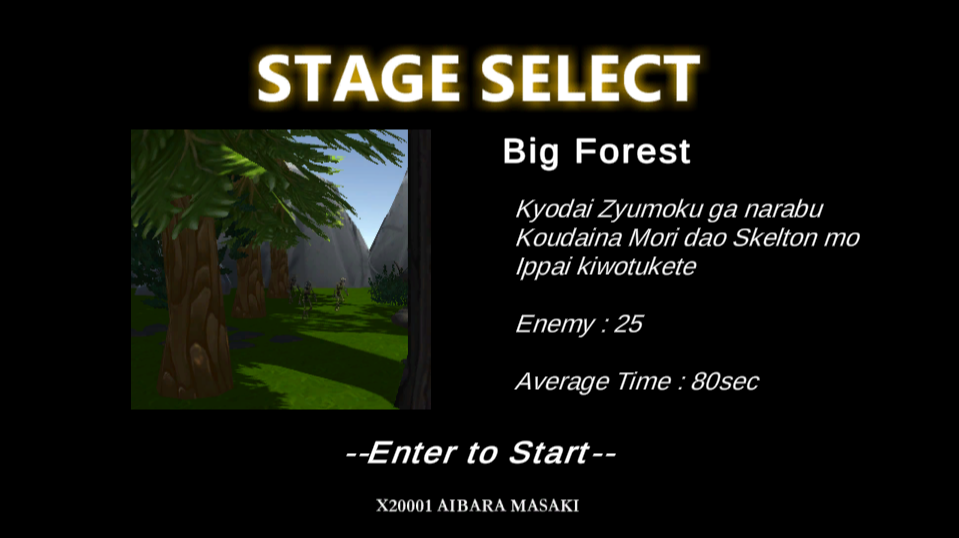 STAGE SELECT
Big Forest
Kyodai Zyumoku ga narabu
Koudaina Mori dao Skelton mo
Ippai kiwotukete
Enemy : 25
Average Time : 80sec
--Enter to Start--
X20001 AIBARA MASAKI